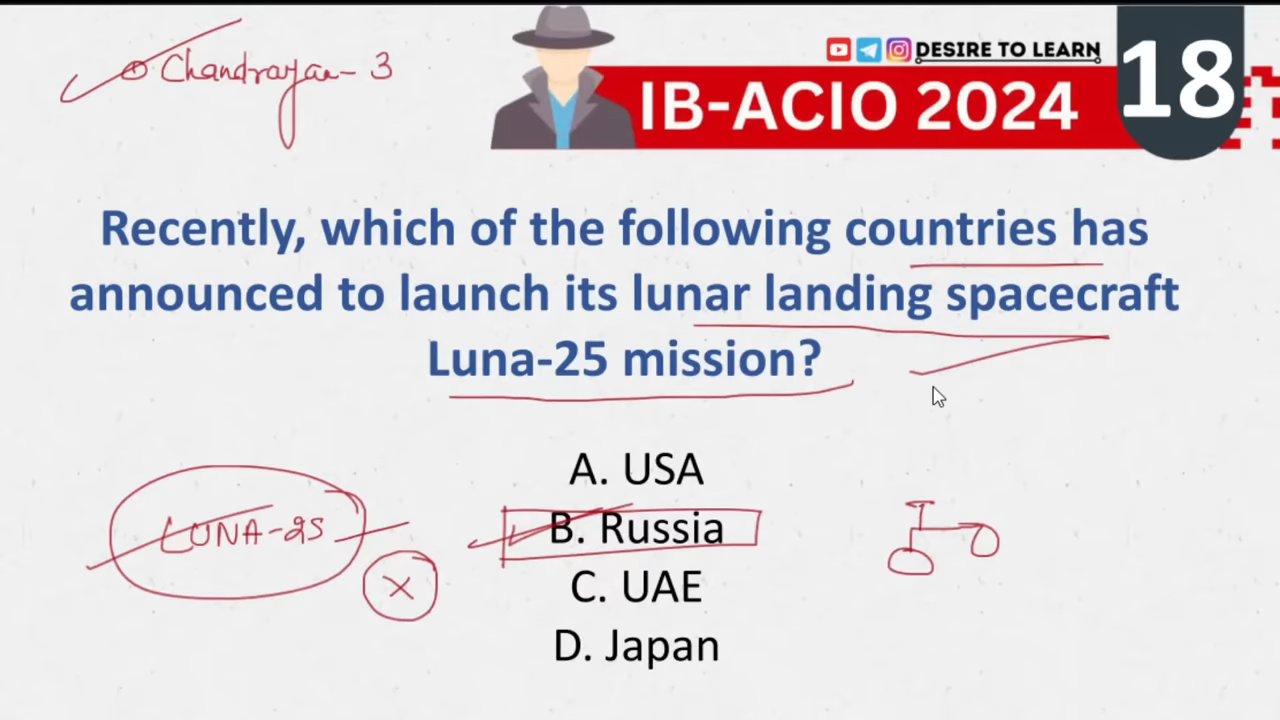 Chandrayan-3
DESIRE TO LEARN
IB-ACIO 2024
18
Recently, which of the following countries has
announced to launch its lunar landing spacecraft
Luna-25 mission?
A. USA
LUNA-25
B. Russia
C. UAE
D. Japan